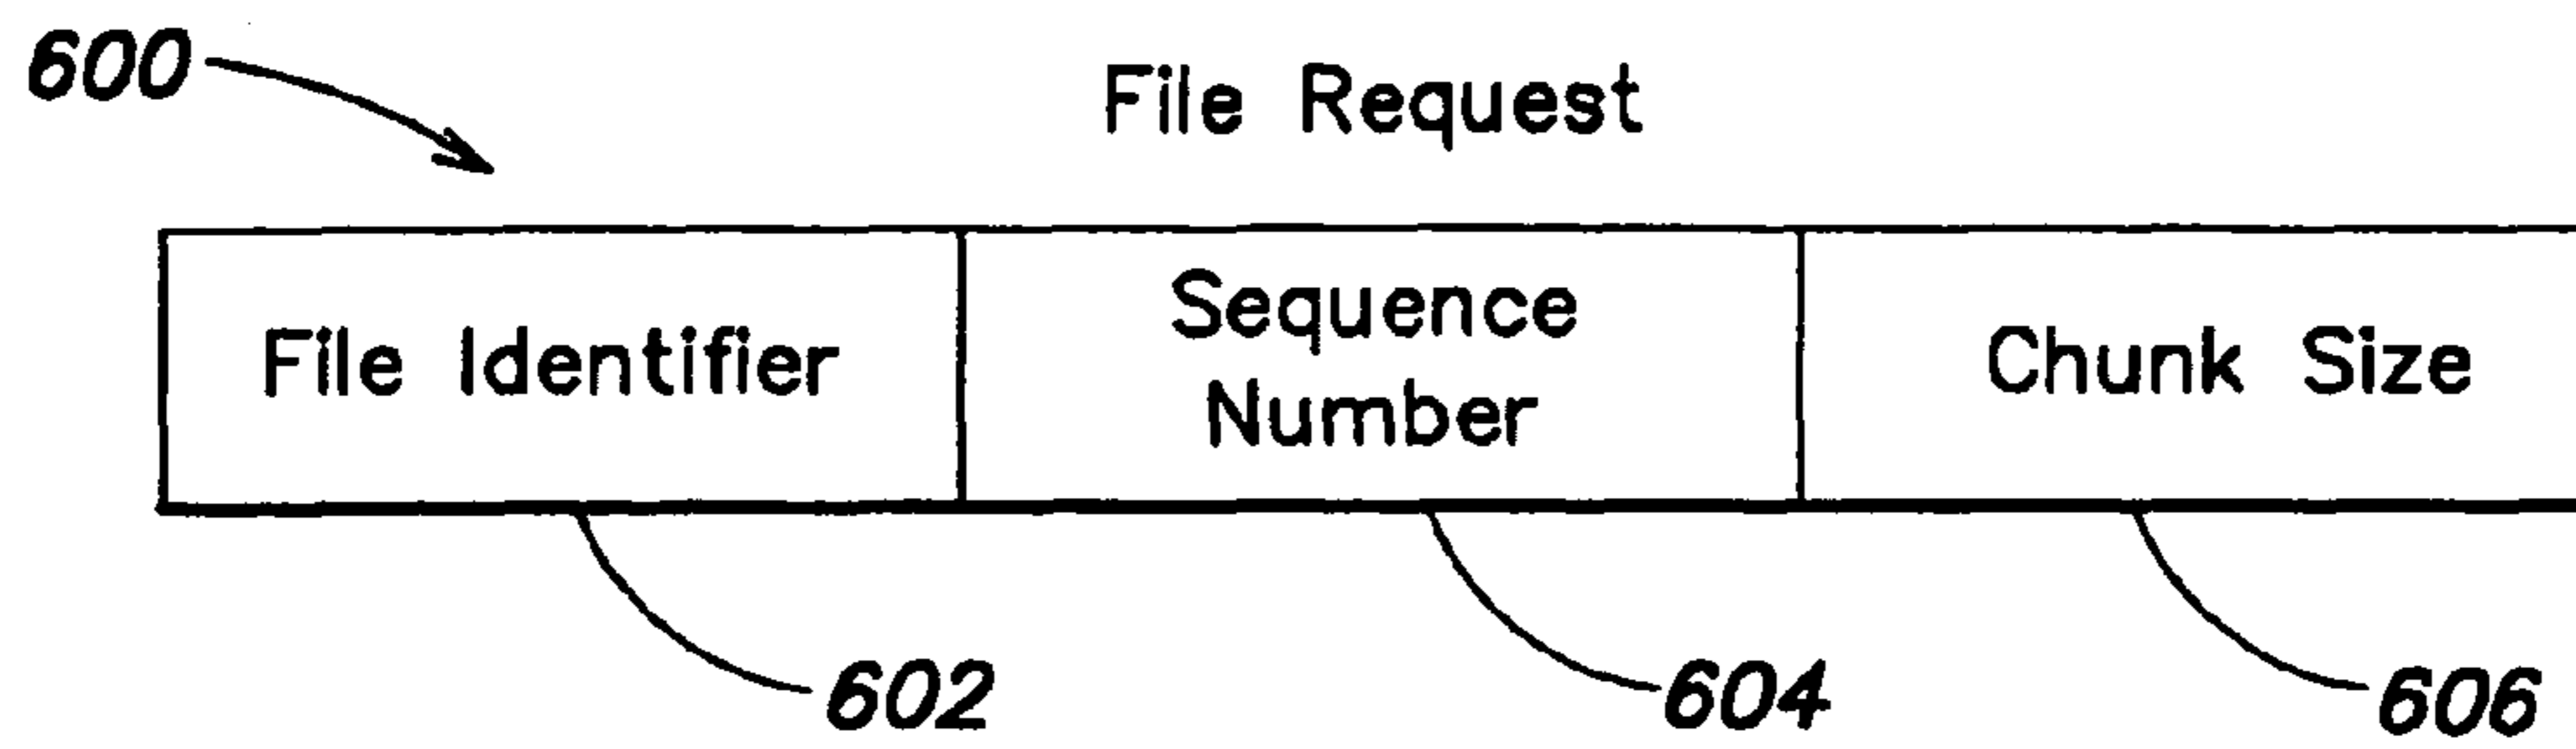 600
File Request
File Identifier
Sequence
Number
Chunk Size
602
604
606